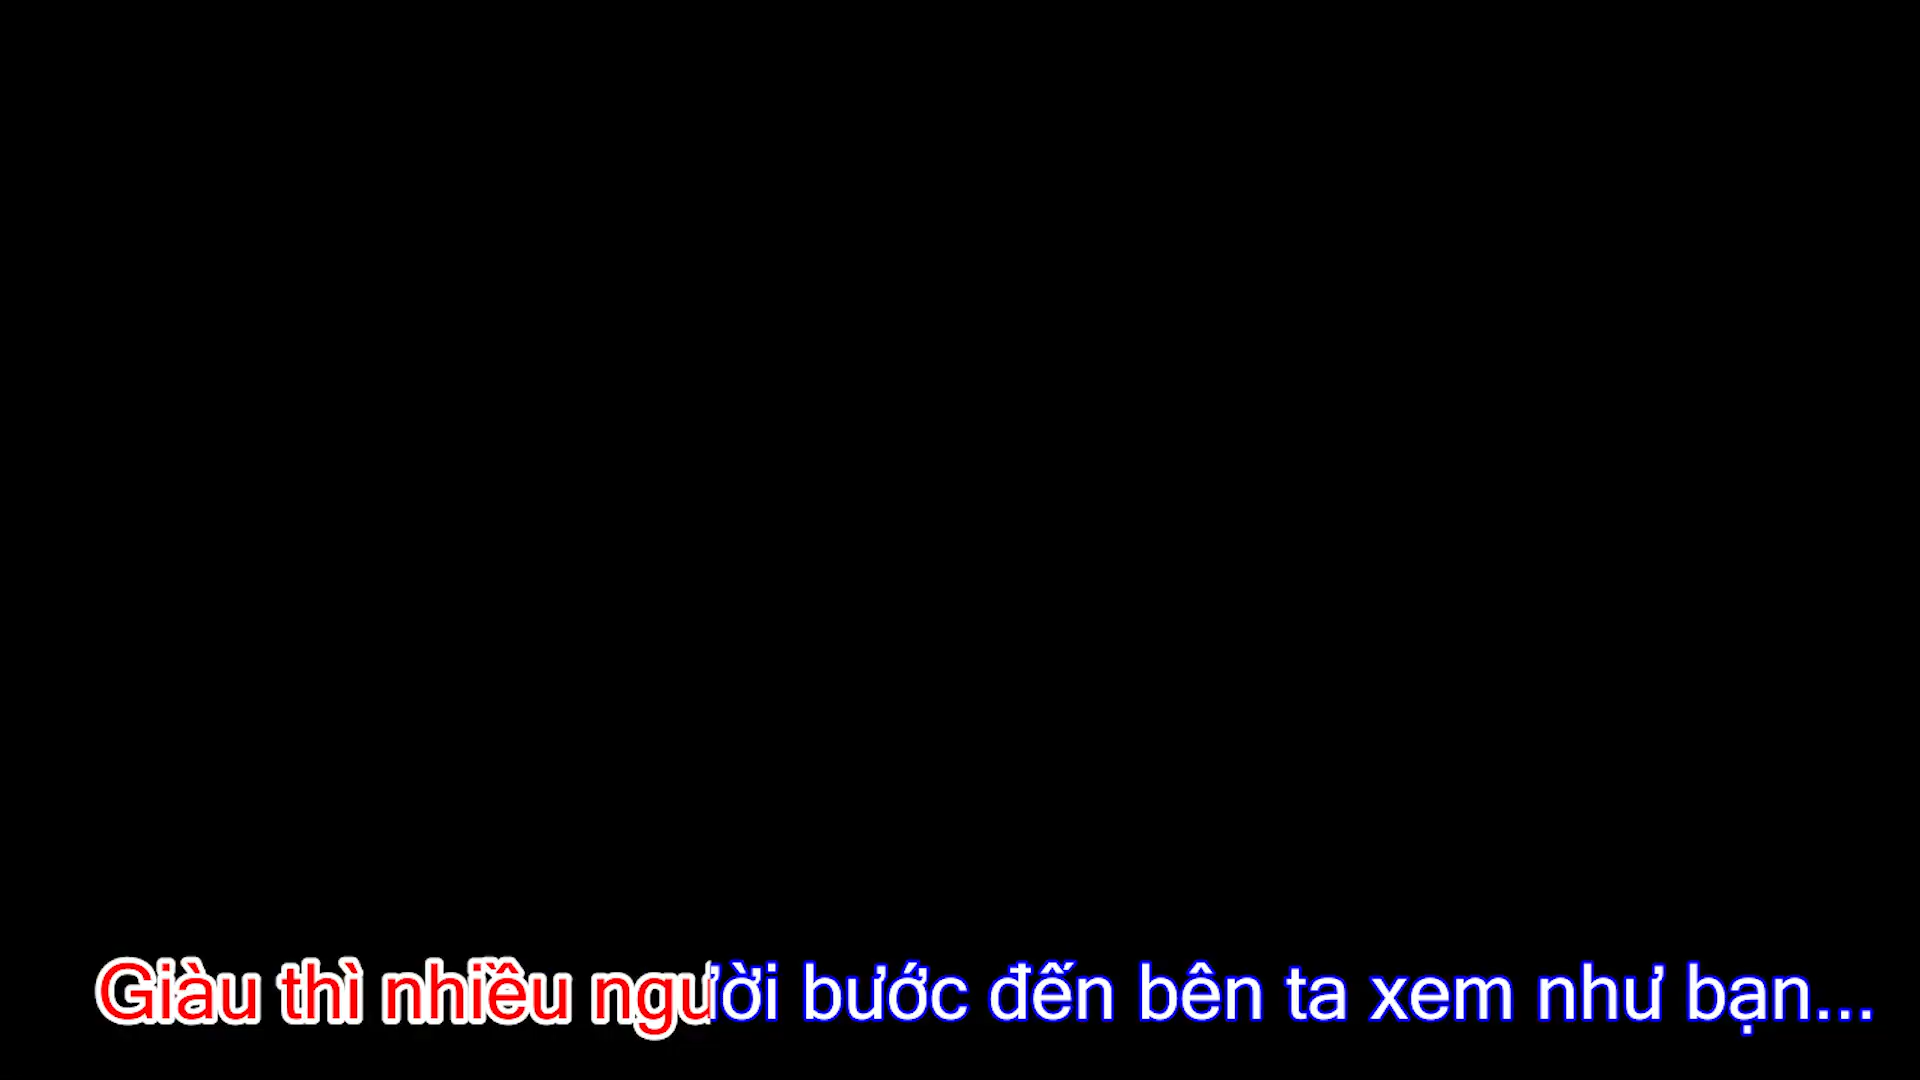 Giàu thì nhiều người bước đến bên ta xem như bạn...